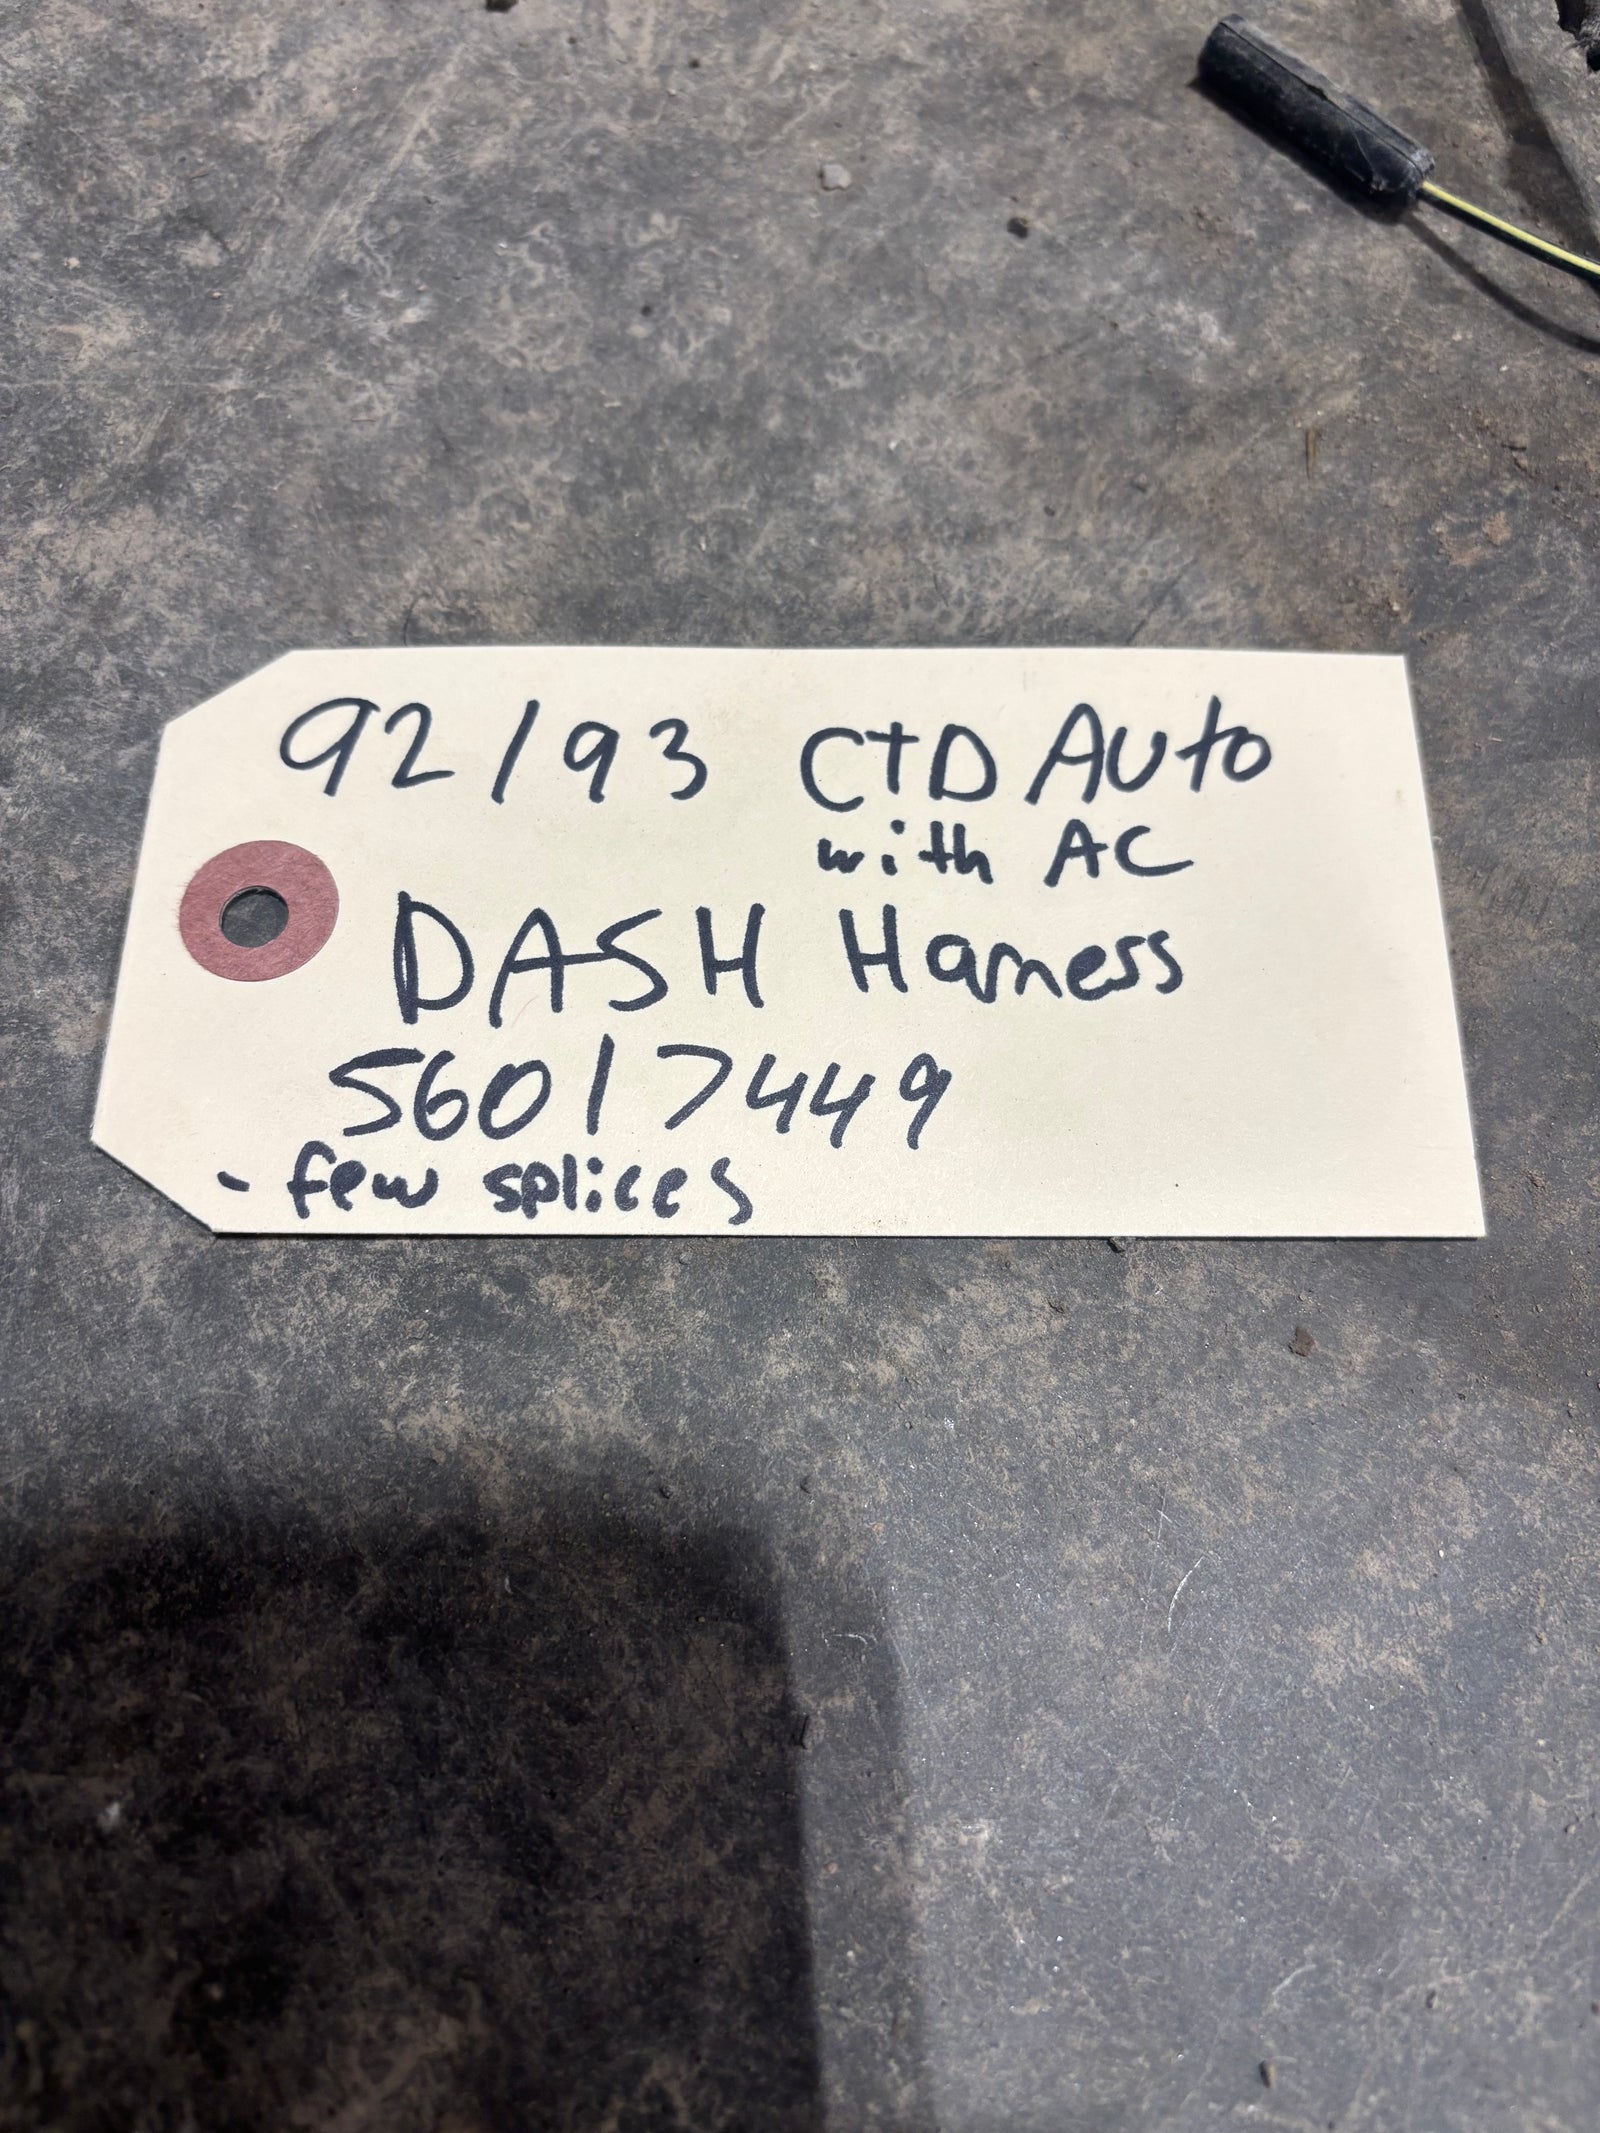 92/93 CTD Auto
with AC
DASH Harness
56017449
- few splices